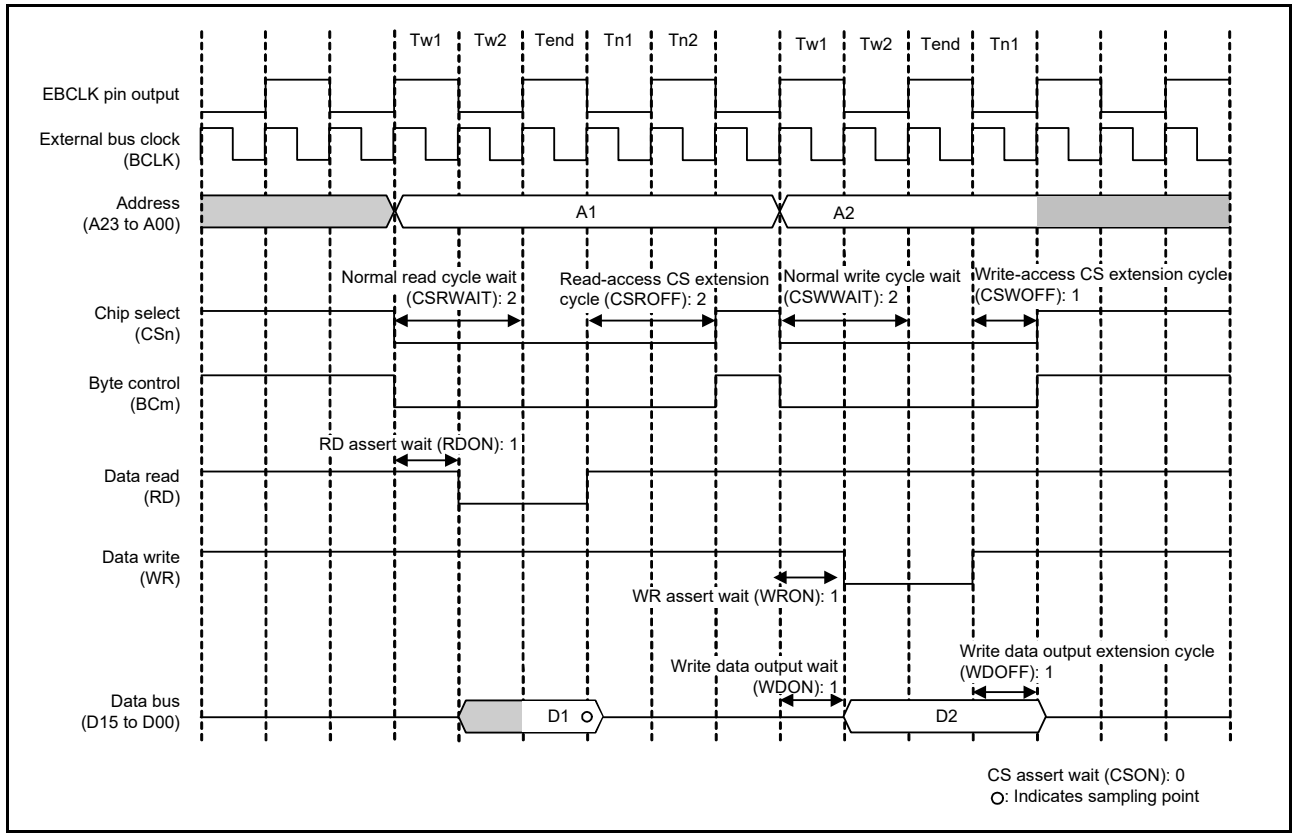 Tw1 Tw2 Tend Tn1 Tn2 Tw1 Tw2 Tend Tn1
EBCLK pin output
External bus clock
(BCLK)
Address
(A23 to A00)
A1
A2
Normal read cycle wait
(CSRWAIT): 2
Read-access CS extension
cycle (CSROFF): 2
Normal write cycle wait
(CSWWAIT): 2
Write-access CS extension cycle
(CSWOFF): 1
Chip select
(CSn)
Byte control
(BCm)
RD assert wait (RDON): 1
Data read
(RD)
Data write
(WR)
WR assert wait (WRON): 1
Write data output wait
(WDON): 1
Write data output extension cycle
(WDOFF): 1
Data bus
(D15 to D00)
D1
D2
CS assert wait (CSON): 0
: Indicates sampling point